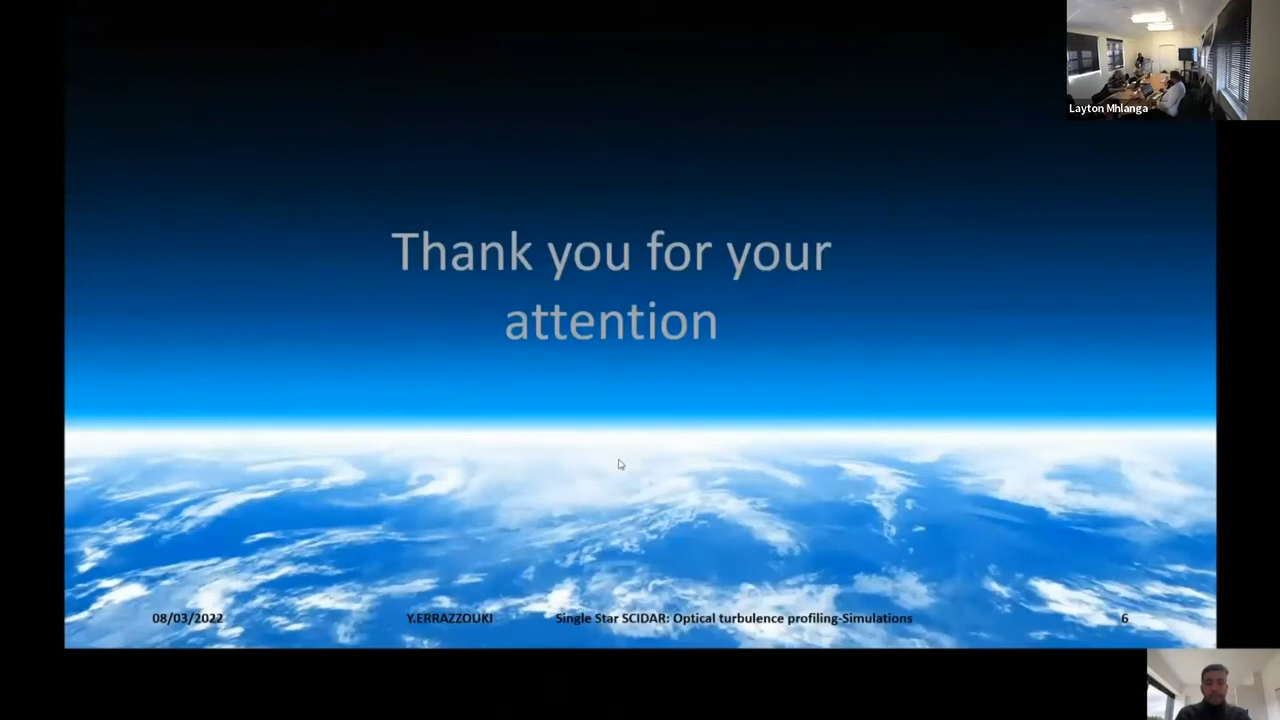 Layton Mhlanga
Thank you for your
attention
08/03/2022 Y.ERRAZZOUKI Single Star SCIDAR: Optical turbulence profiling-Simulations 6